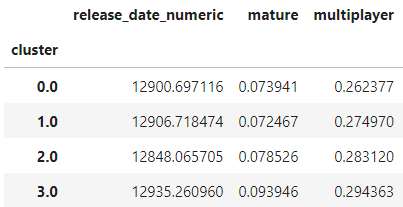 release_date_numeric mature multiplayer
cluster
0.0 12900.697116 0.073941 0.262377
1.0 12906.718474 0.072467 0.274970
2.0 12848.065705 0.078526 0.283120
3.0 12935.260960 0.093946 0.294363